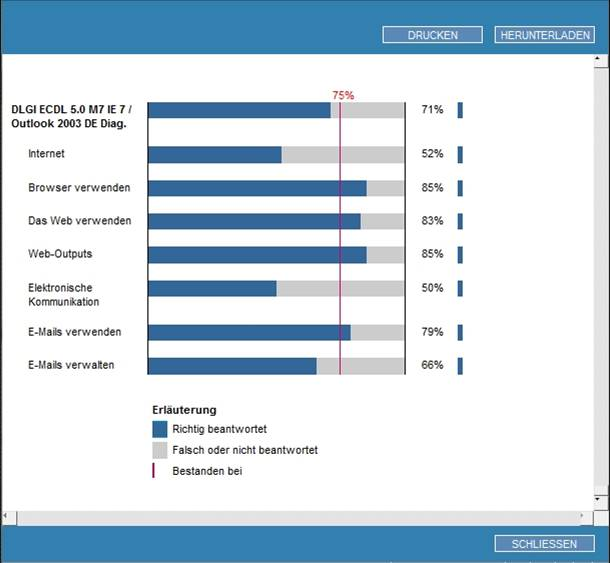 DRUCKEN HERUNTERLADEN
75%
DLGI ECDL 5.0 M7 IE 7 / 71%
Outlook 2003 DE Diag.
Internet 52%
Browser verwenden 85%
Das Web verwenden 83%
Web-Outputs 85%
Elektronische 50%
Kommunikation
E-Mails verwenden 79%
E-Mails verwalten 66%
Erläuterung
Richtig beantwortet
Falsch oder nicht beantwortet
Bestanden bei
SCHLIESSEN